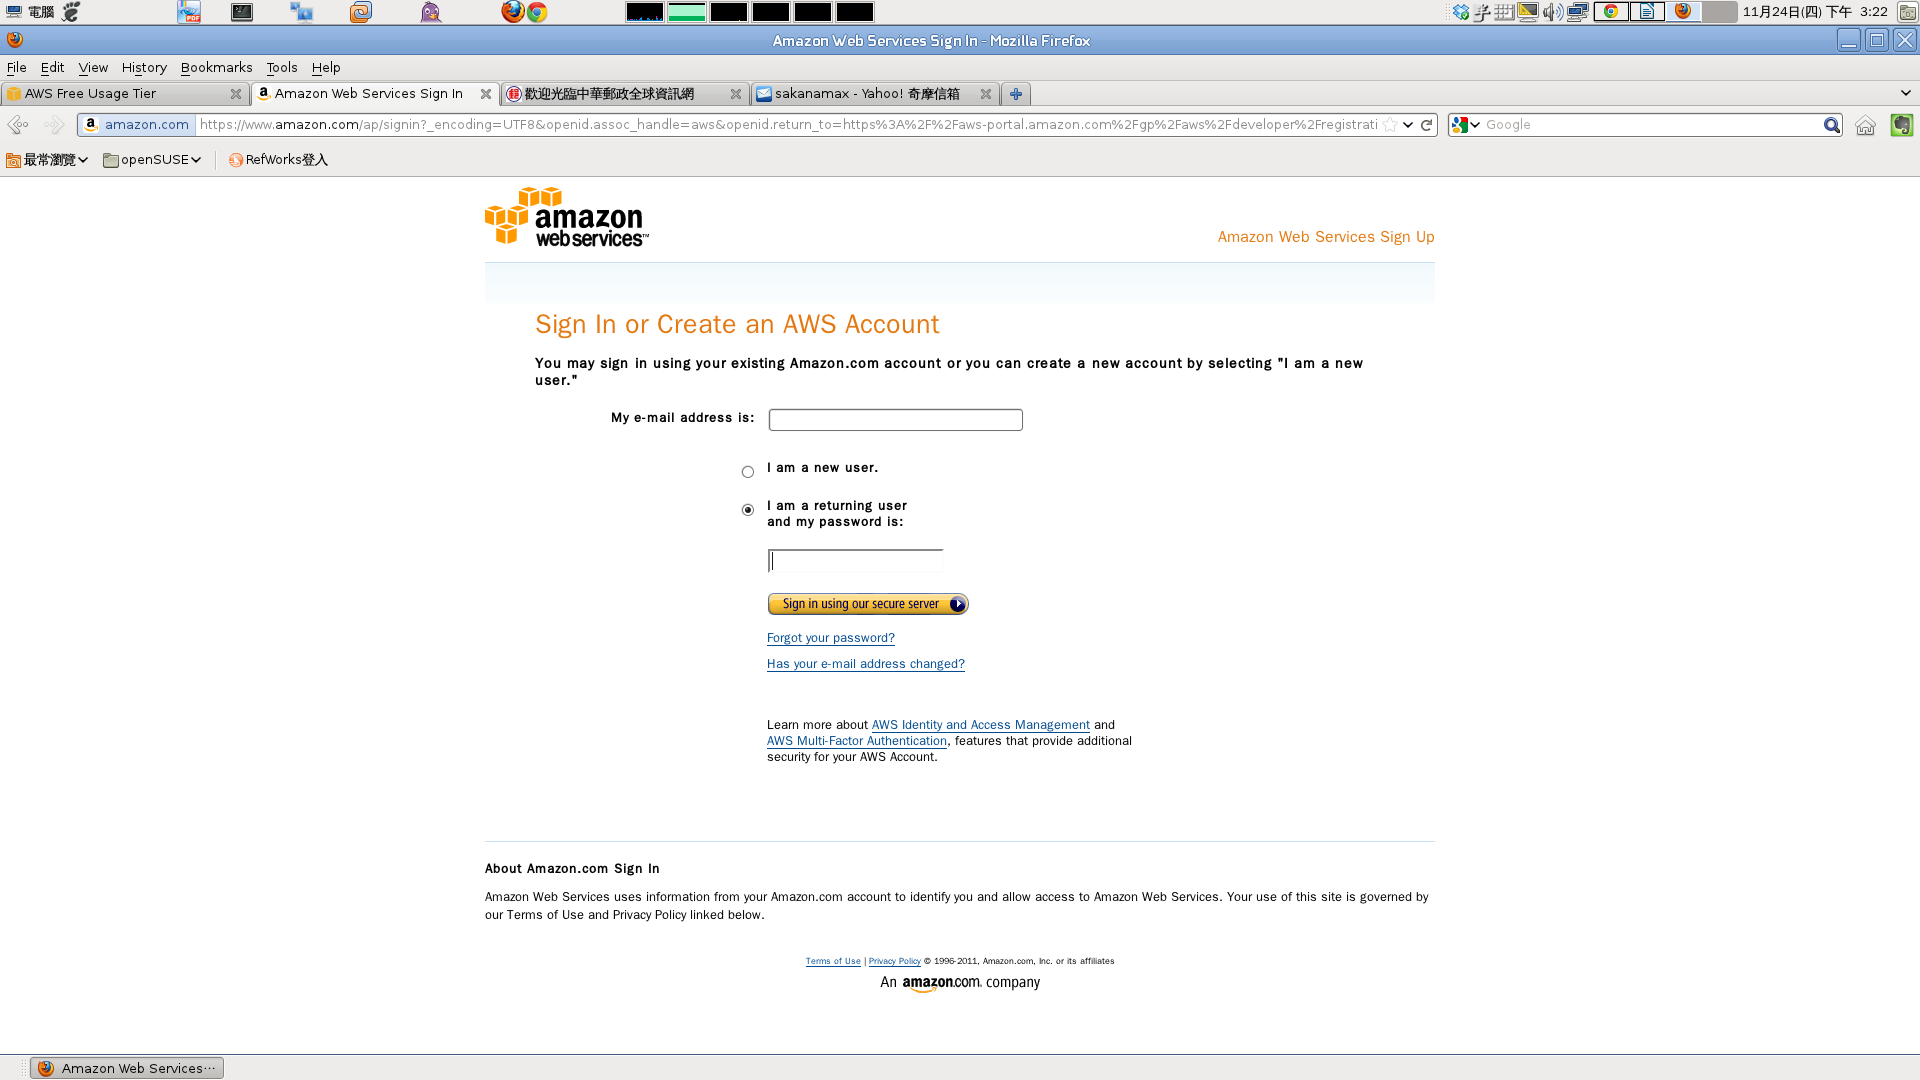 電腦
11月24日(四) 下午 3:22
Amazon Web Services Sign In - Mozilla Firefox
File Edit View History Bookmarks Tools Help
AWS Free Usage Tier
Amazon Web Services Sign In
歡迎光臨中華郵政全球資訊網
sakanamax - Yahoo! 奇摩信箱
amazon.com https://www.amazon.com/ap/signin?_encoding=UTF8&openid.assoc_handle=aws&openid.return_to=https%3A%2F%2Faws-portal.amazon.com%2Fgp%2Faws%2Fdeveloper%2Fregistrati
Google
最常瀏覽 openSUSE RefWorks登入
amazon
web services™
Amazon Web Services Sign Up
Sign In or Create an AWS Account
You may sign in using your existing Amazon.com account or you can create a new account by selecting "I am a new
user."
My e-mail address is:
I am a new user.
I am a returning user
and my password is:
Sign in using our secure server
Forgot your password?
Has your e-mail address changed?
Learn more about AWS Identity and Access Management and
AWS Multi-Factor Authentication, features that provide additional
security for your AWS Account.
About Amazon.com Sign In
Amazon Web Services uses information from your Amazon.com account to identify you and allow access to Amazon Web Services. Your use of this site is governed by
our Terms of Use and Privacy Policy linked below.
Terms of Use | Privacy Policy © 1996-2011, Amazon.com, Inc. or its affiliates
An amazon.com company
Amazon Web Services···